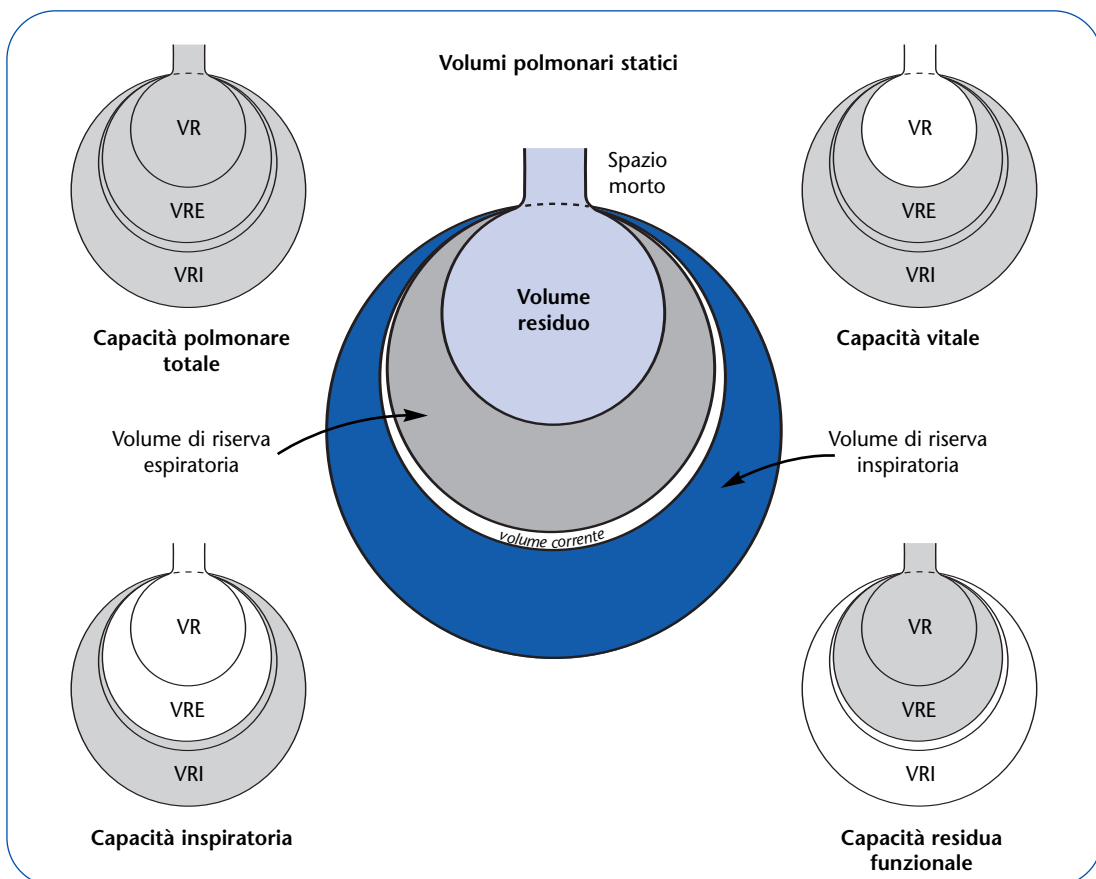 Volumi polmonari statici
VR
VRE
VRI
Capacità polmonare
totale
Spazio
morto
Volume
residuo
VR
VRE
VRI
Capacità vitale
Volume di riserva
espiratoria
Volume di riserva
inspiratoria
volume corrente
VR
VRE
VRI
Capacità inspiratoria
VR
VRE
VRI
Capacità residua
funzionale